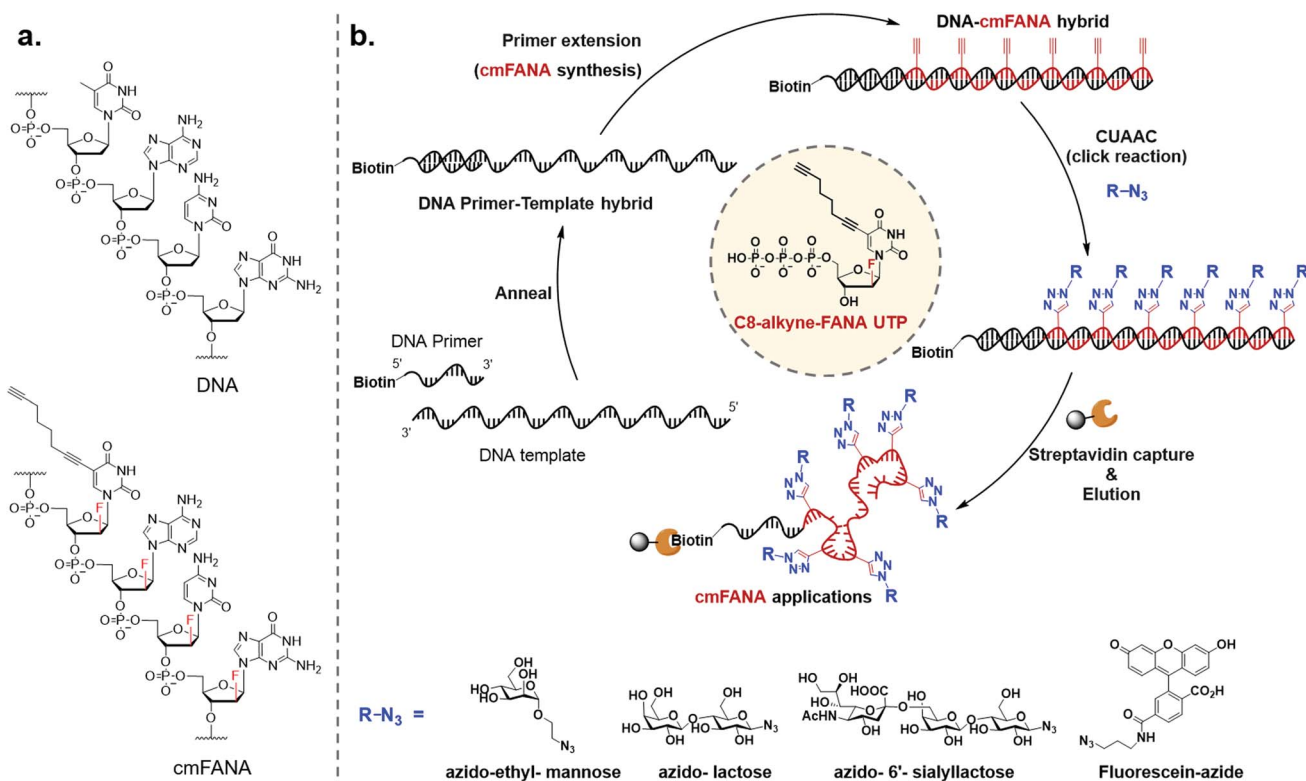 a.
DNA
cmFANA
b.
Primer extension
(cmFANA synthesis)
DNA-cmFANA hybrid
Biotin
CUAAC
(click reaction)
R–N3
Biotin
DNA Primer-Template hybrid
C8-alkyne-FANA UTP
Anneal
DNA Primer
5'
3'
Biotin
3'
5'
DNA template
Biotin
Streptavidin capture
&
Elution
Biotin
cmFANA applications
R–N3 =
azido-ethyl- mannose
azido- lactose
azido- 6'- sialyllactose
Fluorescein-azide